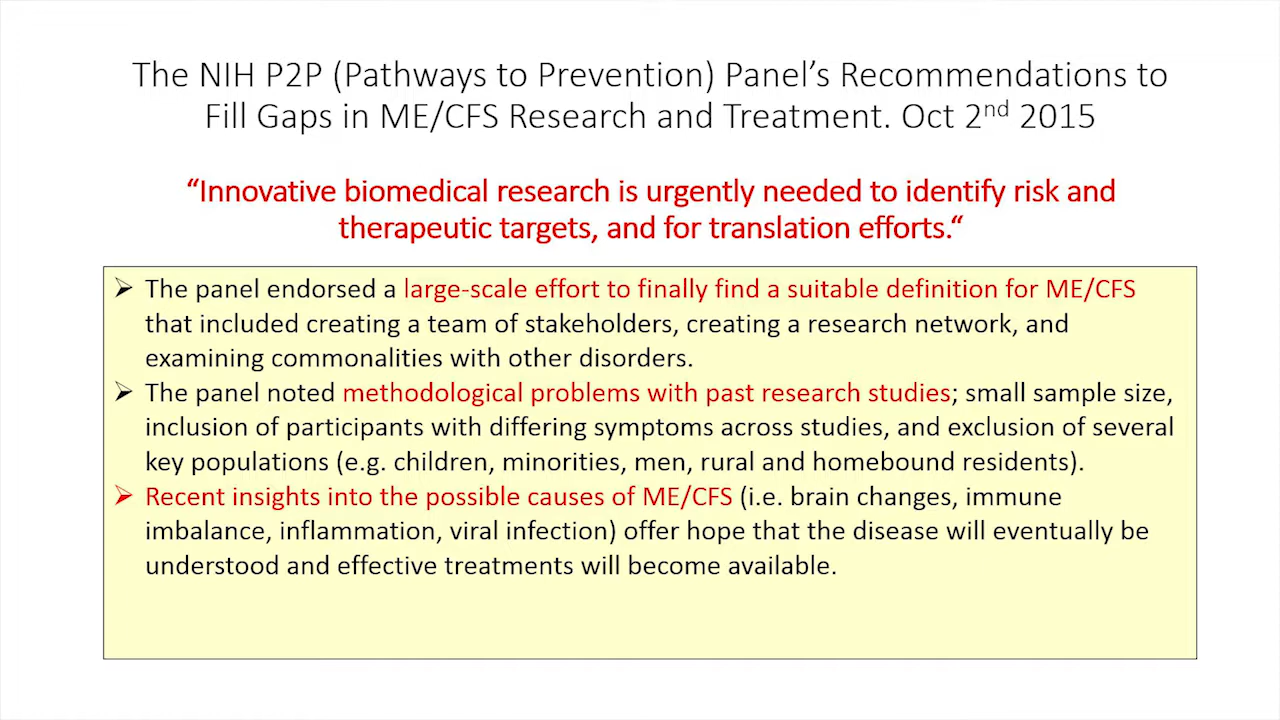 The NIH P2P (Pathways to Prevention) Panel’s Recommendations to
Fill Gaps in ME/CFS Research and Treatment. Oct 2nd 2015
“Innovative biomedical research is urgently needed to identify risk and
therapeutic targets, and for translation efforts.“
➢ The panel endorsed a large-scale effort to finally find a suitable definition for ME/CFS
that included creating a team of stakeholders, creating a research network, and
examining commonalities with other disorders.
➢ The panel noted methodological problems with past research studies; small sample size,
inclusion of participants with differing symptoms across studies, and exclusion of several
key populations (e.g. children, minorities, men, rural and homebound residents).
➢ Recent insights into the possible causes of ME/CFS (i.e. brain changes, immune
imbalance, inflammation, viral infection) offer hope that the disease will eventually be
understood and effective treatments will become available.